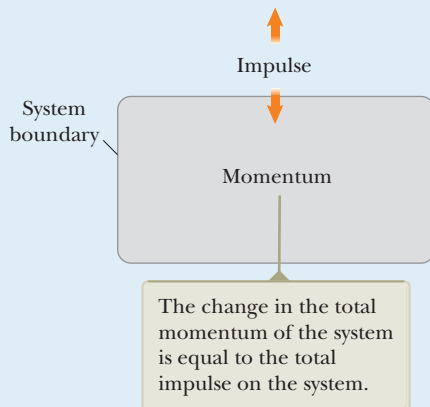 Impulse
System
boundary
Momentum
The change in the total
momentum of the system
is equal to the total
impulse on the system.